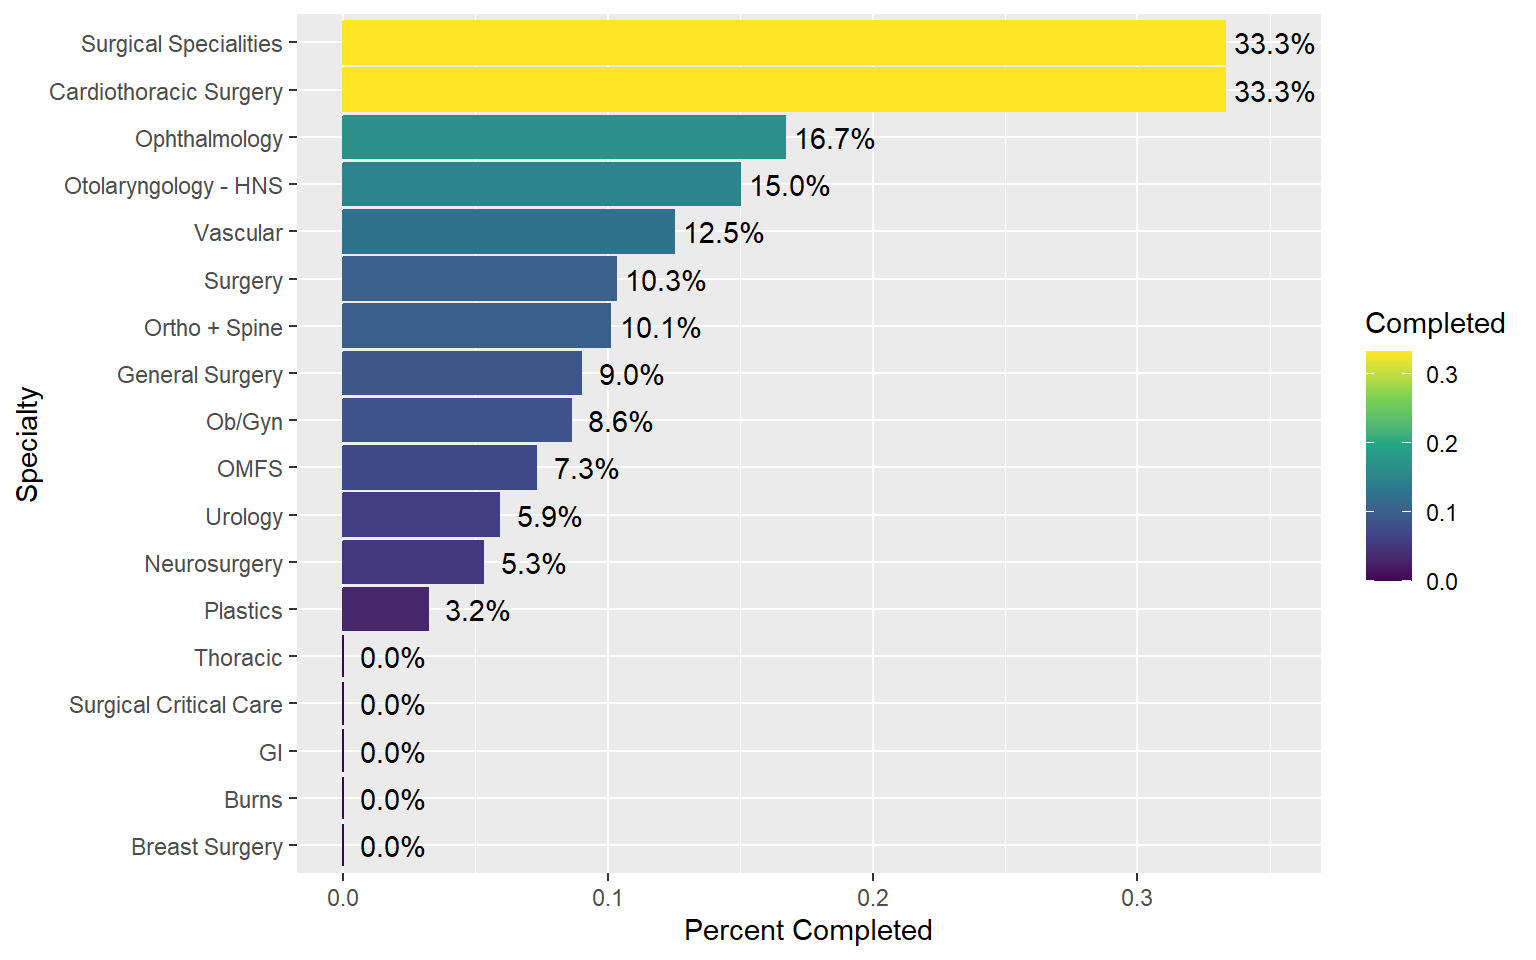 Surgical Specialities 33.3%
Cardiothoracic Surgery 33.3%
Ophthalmology 16.7%
Otolaryngology - HNS 15.0%
Vascular 12.5%
Surgery 10.3%
Ortho + Spine 10.1%
General Surgery 9.0%
Ob/Gyn 8.6%
OMFS 7.3%
Urology 5.9%
Neurosurgery 5.3%
Plastics 3.2%
Thoracic 0.0%
Surgical Critical Care 0.0%
GI 0.0%
Burns 0.0%
Breast Surgery 0.0%
0.0 0.1 0.2 0.3
Percent Completed
Specialty
Completed
0.3
0.2
0.1
0.0